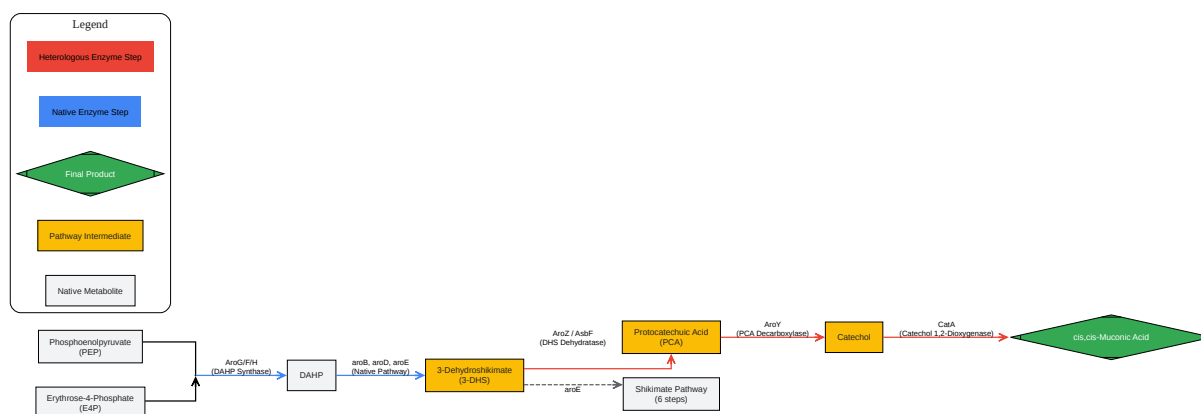 Legend
Heterologous Enzyme Step
Native Enzyme Step
Final Product
Pathway Intermediate
Native Metabolite
Phosphoenolpyruvate
(PEP)
Erythrose-4-Phosphate
(E4P)
AroG/F/H
(DAHP Synthase)
DAHP
aroB, aroD, aroE
(Native Pathway)
3-Dehydroshikimate
(3-DHS)
AroZ / AsbF
(DHS Dehydratase)
aroE
Protocatechuic Acid
(PCA)
Shikimate Pathway
(6 steps)
AroY
(PCA Decarboxylase)
Catechol
CatA
(Catechol 1,2-Dioxygenase)
cis,cis-Muconic Acid